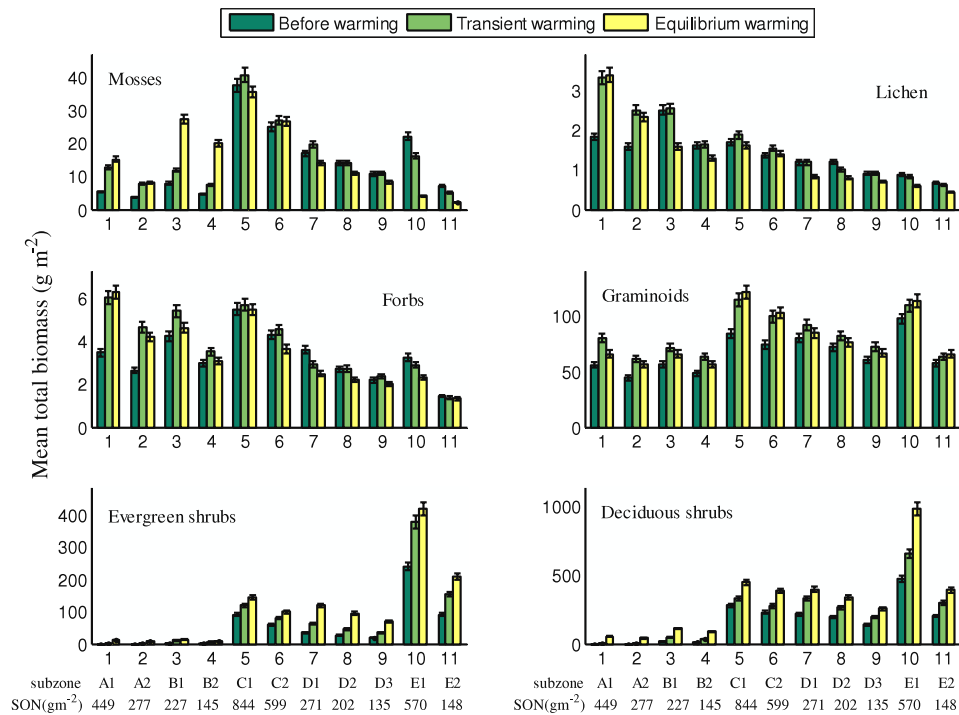 Before warming Transient warming Equilibrium warming
Mean total biomass (g m-2)
Mosses
40
30
20
10
0
1 2 3 4 5 6 7 8 9 10 11
Lichen
3
2
1
0
1 2 3 4 5 6 7 8 9 10 11
Forbs
6
4
2
0
1 2 3 4 5 6 7 8 9 10 11
Graminoids
100
50
0
1 2 3 4 5 6 7 8 9 10 11
Evergreen shrubs
400
300
200
100
0
1 2 3 4 5 6 7 8 9 10 11
subzone A1 A2 B1 B2 C1 C2 D1 D2 D3 E1 E2
SON(gm-2) 449 277 227 145 844 599 271 202 135 570 148
Deciduous shrubs
1000
500
0
1 2 3 4 5 6 7 8 9 10 11
subzone A1 A2 B1 B2 C1 C2 D1 D2 D3 E1 E2
SON(gm-2) 449 277 227 145 844 599 271 202 135 570 148